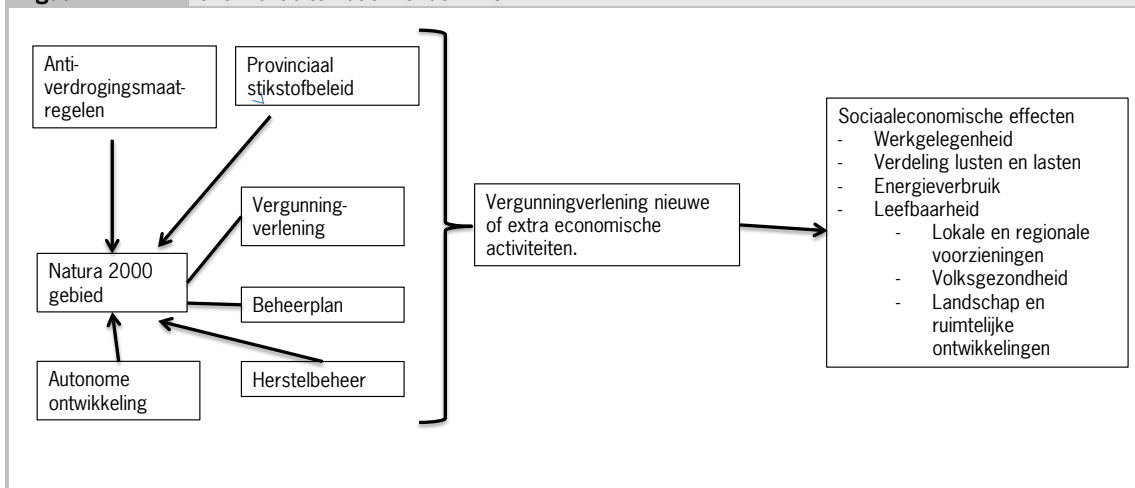 Anti-
verdrogingsmaat-
regelen
Provinciaal
stikstofbeleid
Vergunning-
verlening
Natura 2000
gebied
Beheerplan
Autonome
ontwikkeling
Herstelbeheer
Vergunningverlening nieuwe
of extra economische
activiteiten.
Sociaaleconomische effecten
- Werkgelegenheid
- Verdeling lusten en lasten
- Energieverbruik
- Leefbaarheid
- Lokale en regionale
voorzieningen
- Volksgezondheid
- Landschap en
ruimtelijke
ontwikkelingen